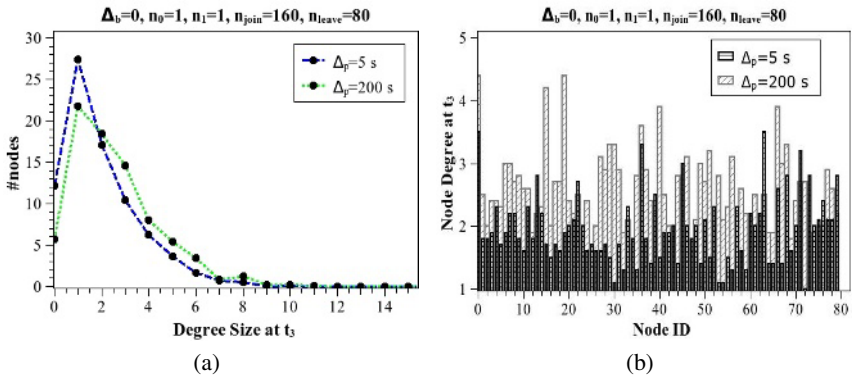 Δb=0, n0=1, n1=1, njoin=160, nleave=80
Δp=5 s
Δp=200 s
#nodes
30
25
20
15
10
5
0
0 2 4 6 8 10 12 14
Degree Size at t3
(a)
Δb=0, n0=1, n1=1, njoin=160, nleave=80
Δp=5 s
Δp=200 s
Node Degree at t3
5
4
3
2
1
0 10 20 30 40 50 60 70 80
Node ID
(b)